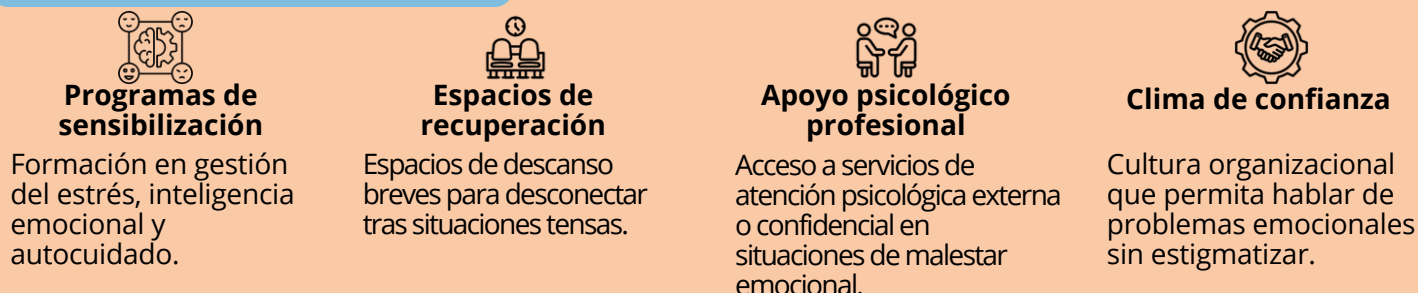 Programas de
sensibilización
Formación en gestión
del estrés, inteligencia
emocional y
autocuidado.
Espacios de
recuperación
Espacios de descanso
breves para desconectar
tras situaciones tensas.
Apoyo psicológico
profesional
Acceso a servicios de
atención psicológica externa
o confidencial en
situaciones de malestar
emocional.
Clima de confianza
Cultura organizacional
que permita hablar de
problemas emocionales
sin estigmatizar.